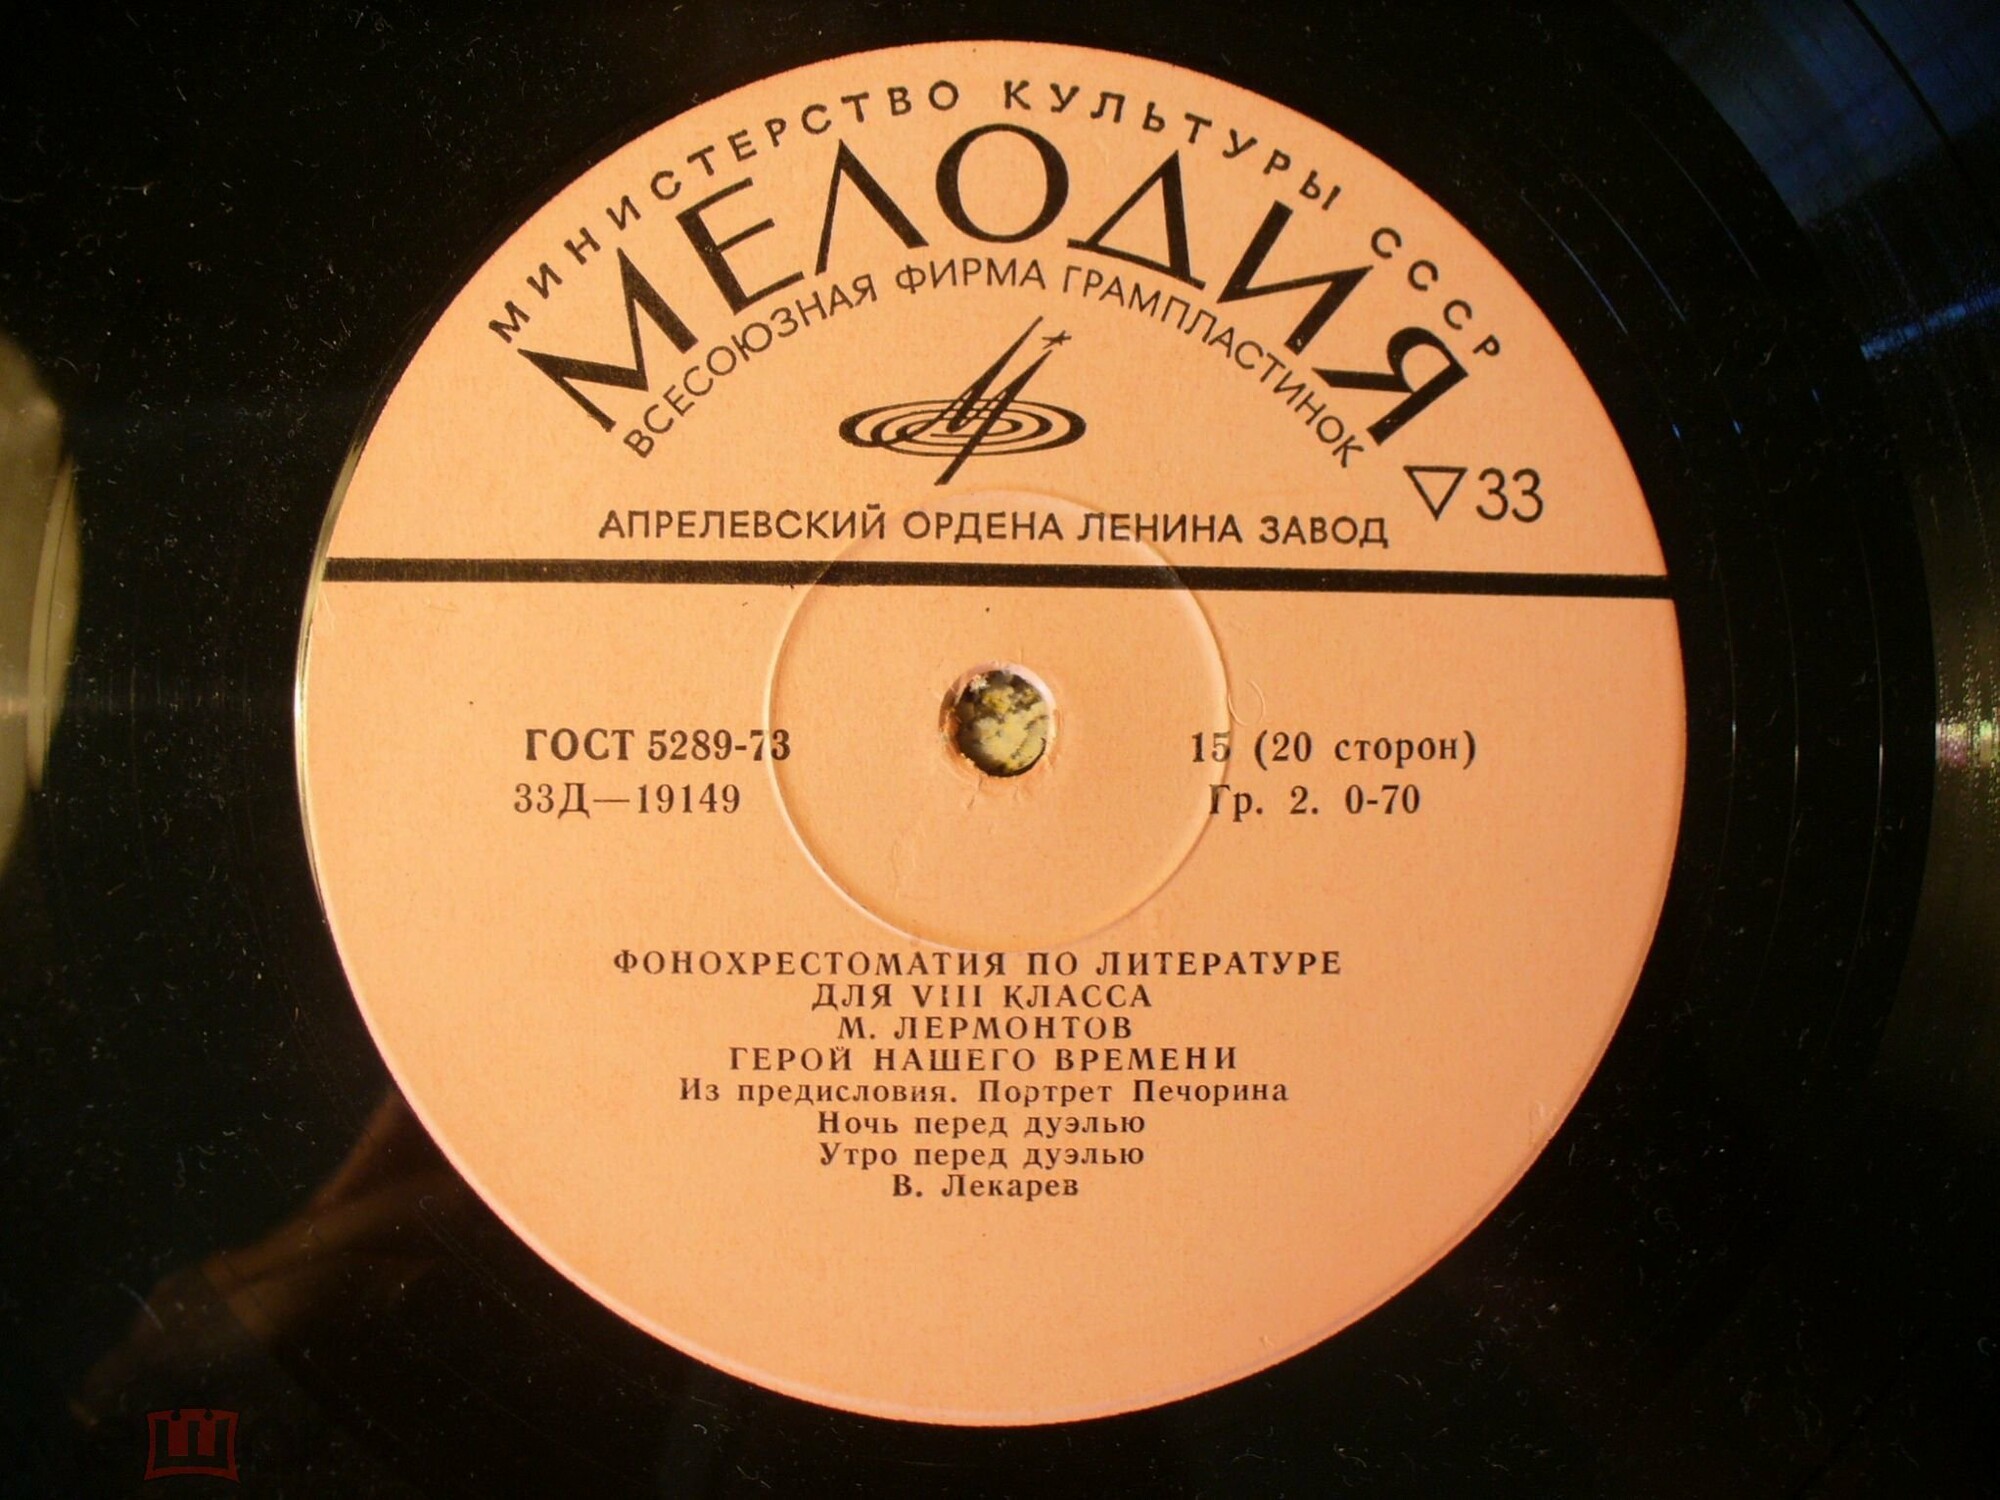 МИНИСТЕРСТВО КУЛЬТУРЫ СССР
МЕЛОДИЯ
ВСЕСОЮЗНАЯ ФИРМА ГРАМПЛАСТИНОК
▽33
АПРЕЛЕВСКИЙ ОРДЕНА ЛЕНИНА ЗАВОД
ГОСТ 5289-73
33Д—19149
15 (20 сторон)
Гр. 2. 0-70
ФОНОХРЕСТОМАТИЯ ПО ЛИТЕРАТУРЕ
ДЛЯ VIII КЛАССА
М. ЛЕРМОНТОВ
ГЕРОЙ НАШЕГО ВРЕМЕНИ
Из предисловия. Портрет Печорина
Ночь перед дуэлью
Утро перед дуэлью
В. Лекарев